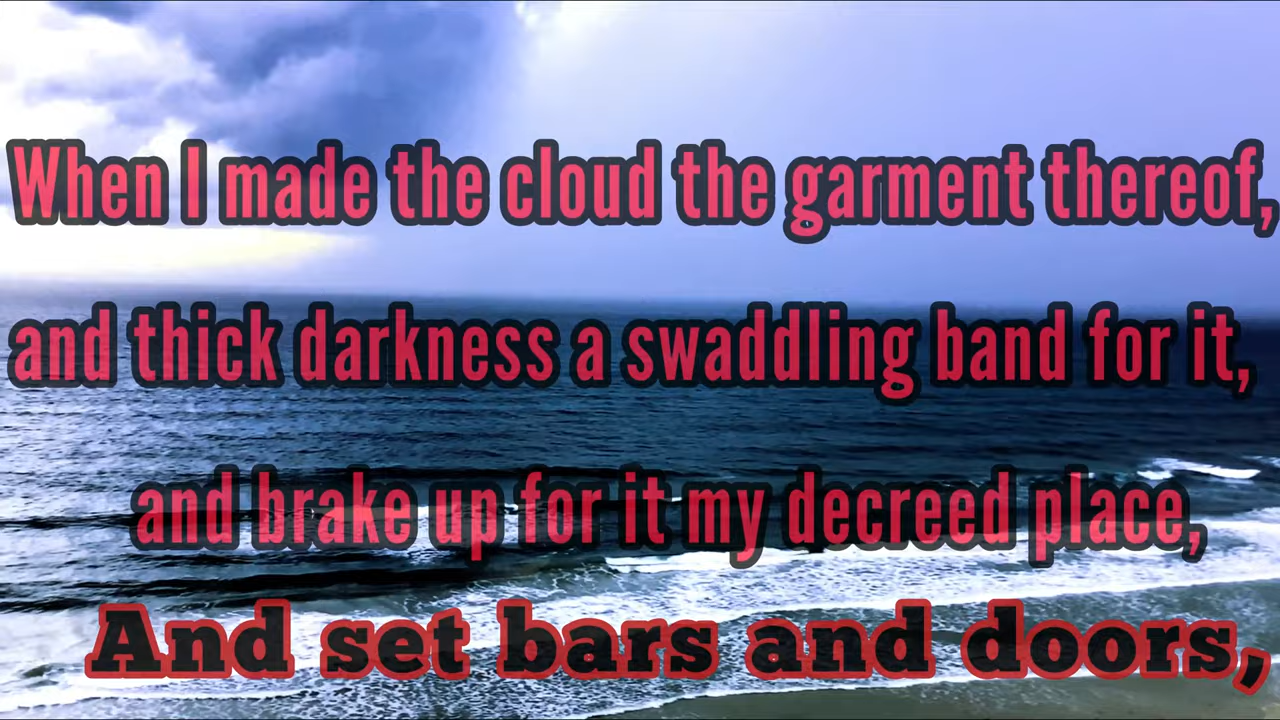 When I made the cloud the garment thereof,
and thick darkness a swaddling band for it,
and brake up for it my decreed place,
And set bars and doors,